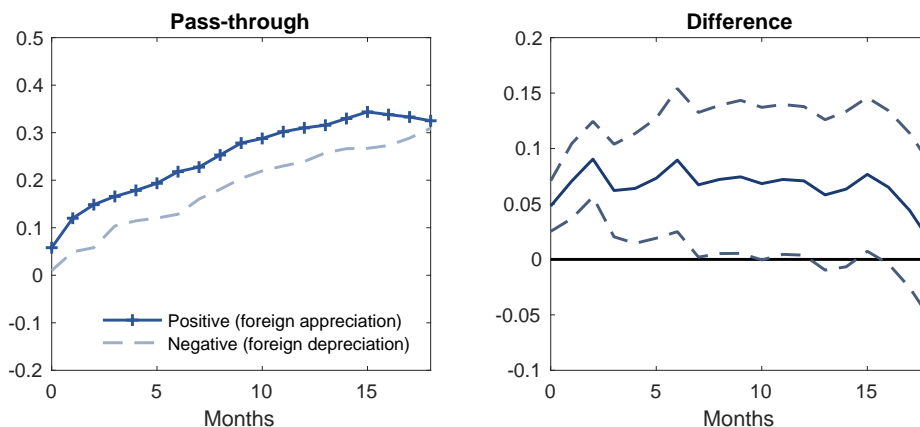 Pass-through
0.5
0.4
0.3
0.2
0.1
0
-0.1
-0.2
0 5 10 15
Months
Positive (foreign appreciation)
Negative (foreign depreciation)
Difference
0.2
0.15
0.1
0.05
0
-0.05
-0.1
0 5 10 15
Months